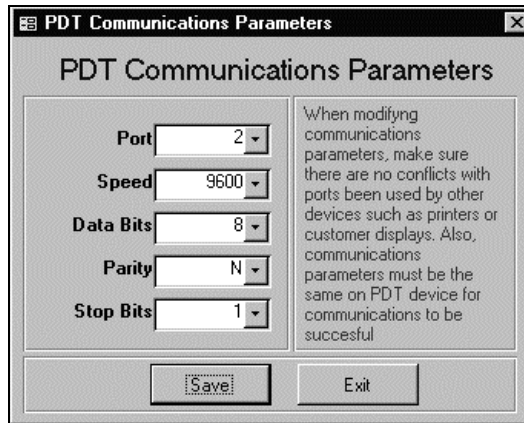 PDT Communications Parameters
PDT Communications Parameters
Port 2
Speed 9600
Data Bits 8
Parity N
Stop Bits 1
When modifyng
communications
parameters, make sure
there are no conflicts with
ports been used by other
devices such as printers or
customer displays. Also,
communications
parameters must be the
same on PDT device for
communications to be
succesful
Save
Exit